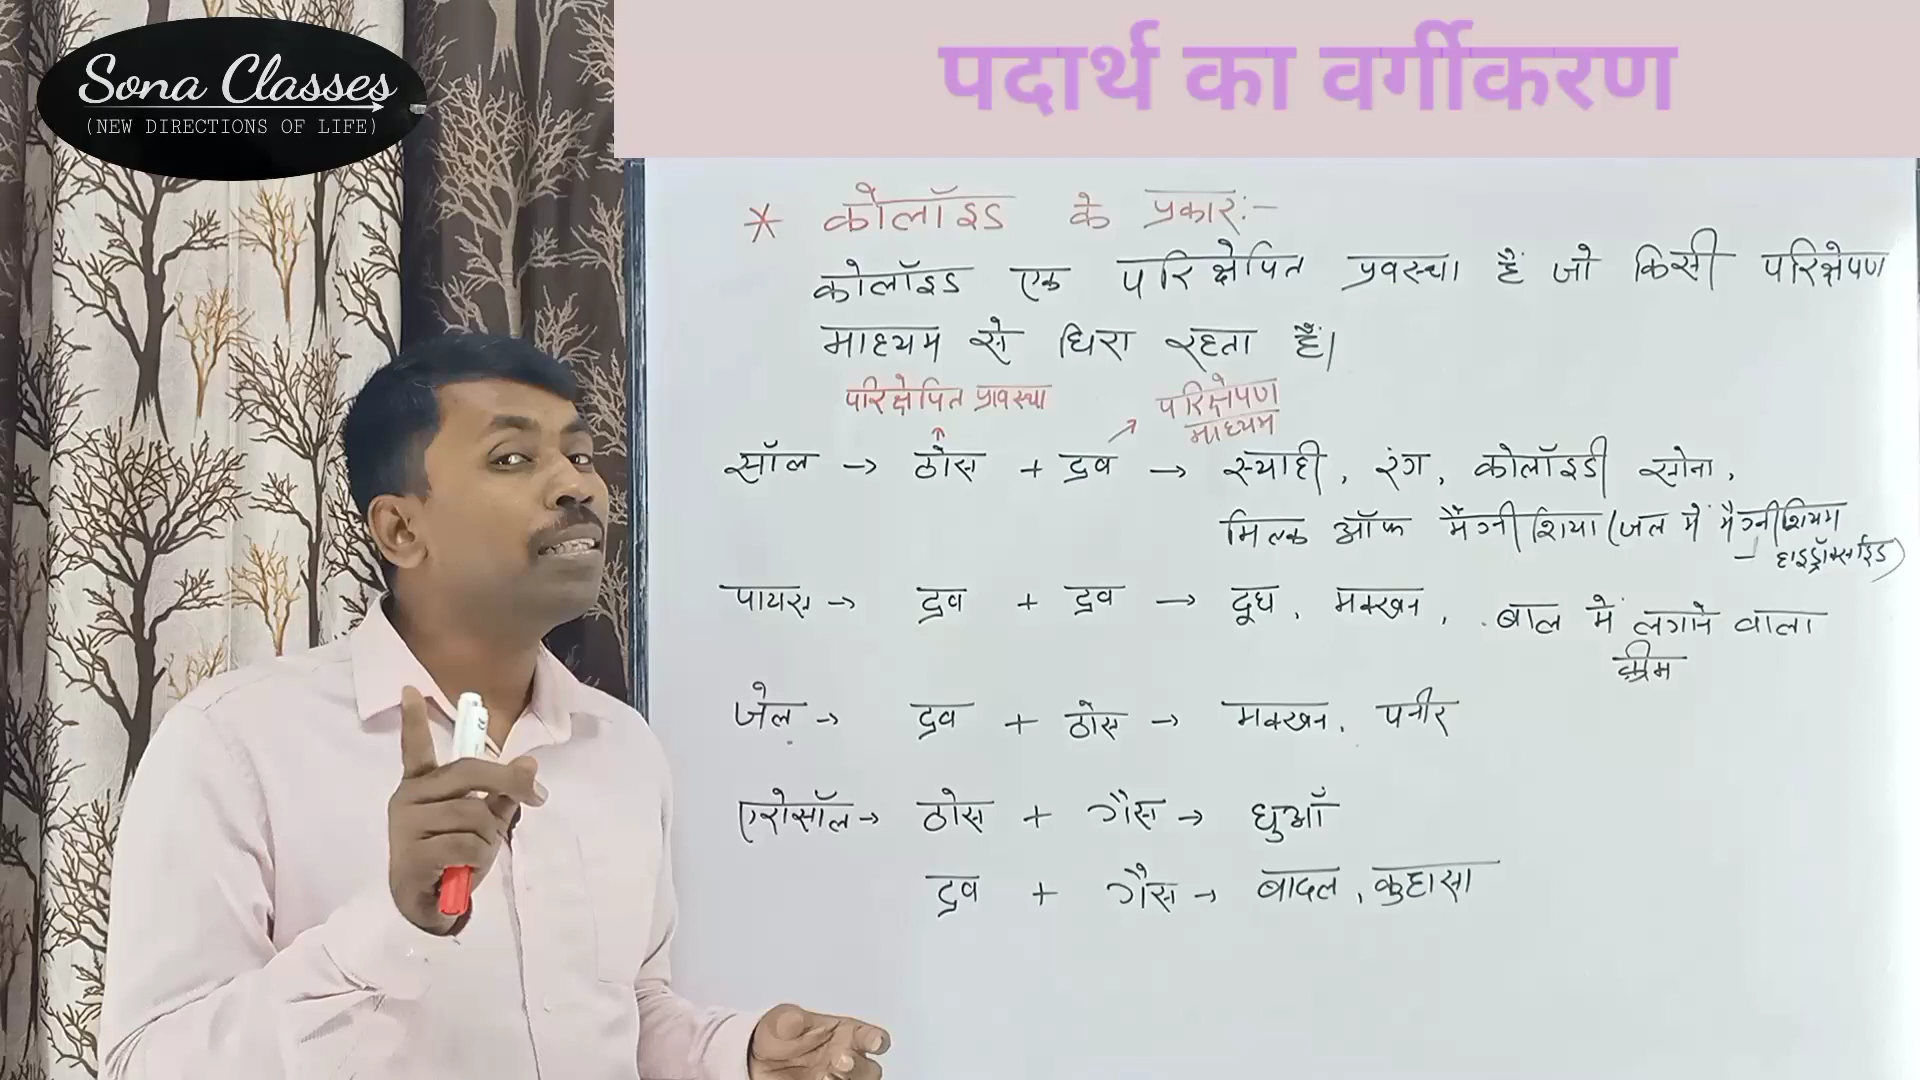 Sona Classes
(NEW DIRECTIONS OF LIFE)
पदार्थ का वर्गीकरण
* कोलॉइड के प्रकार:-
कोलॉइड एक परिक्षेपित प्रवस्था है जो किसी परिक्षेपण
माध्यम से घिरा रहता है।
परिक्षेपित प्रावस्था
परिक्षेपण
माध्यम
सॉल → ठोस + द्रव → स्याही, रंग, कोलॉइडी सोना,
मिल्क ऑफ मैग्नीशिया (जल में मैग्नीशियम
- हाइड्रॉक्साइड)
पायस → द्रव + द्रव → दूध, मक्खन, बाल में लगाने वाला
क्रीम
जेल → द्रव + ठोस → मक्खन, पनीर
एरोसॉल → ठोस + गैस → धुआँ
द्रव + गैस → बादल, कुहासा